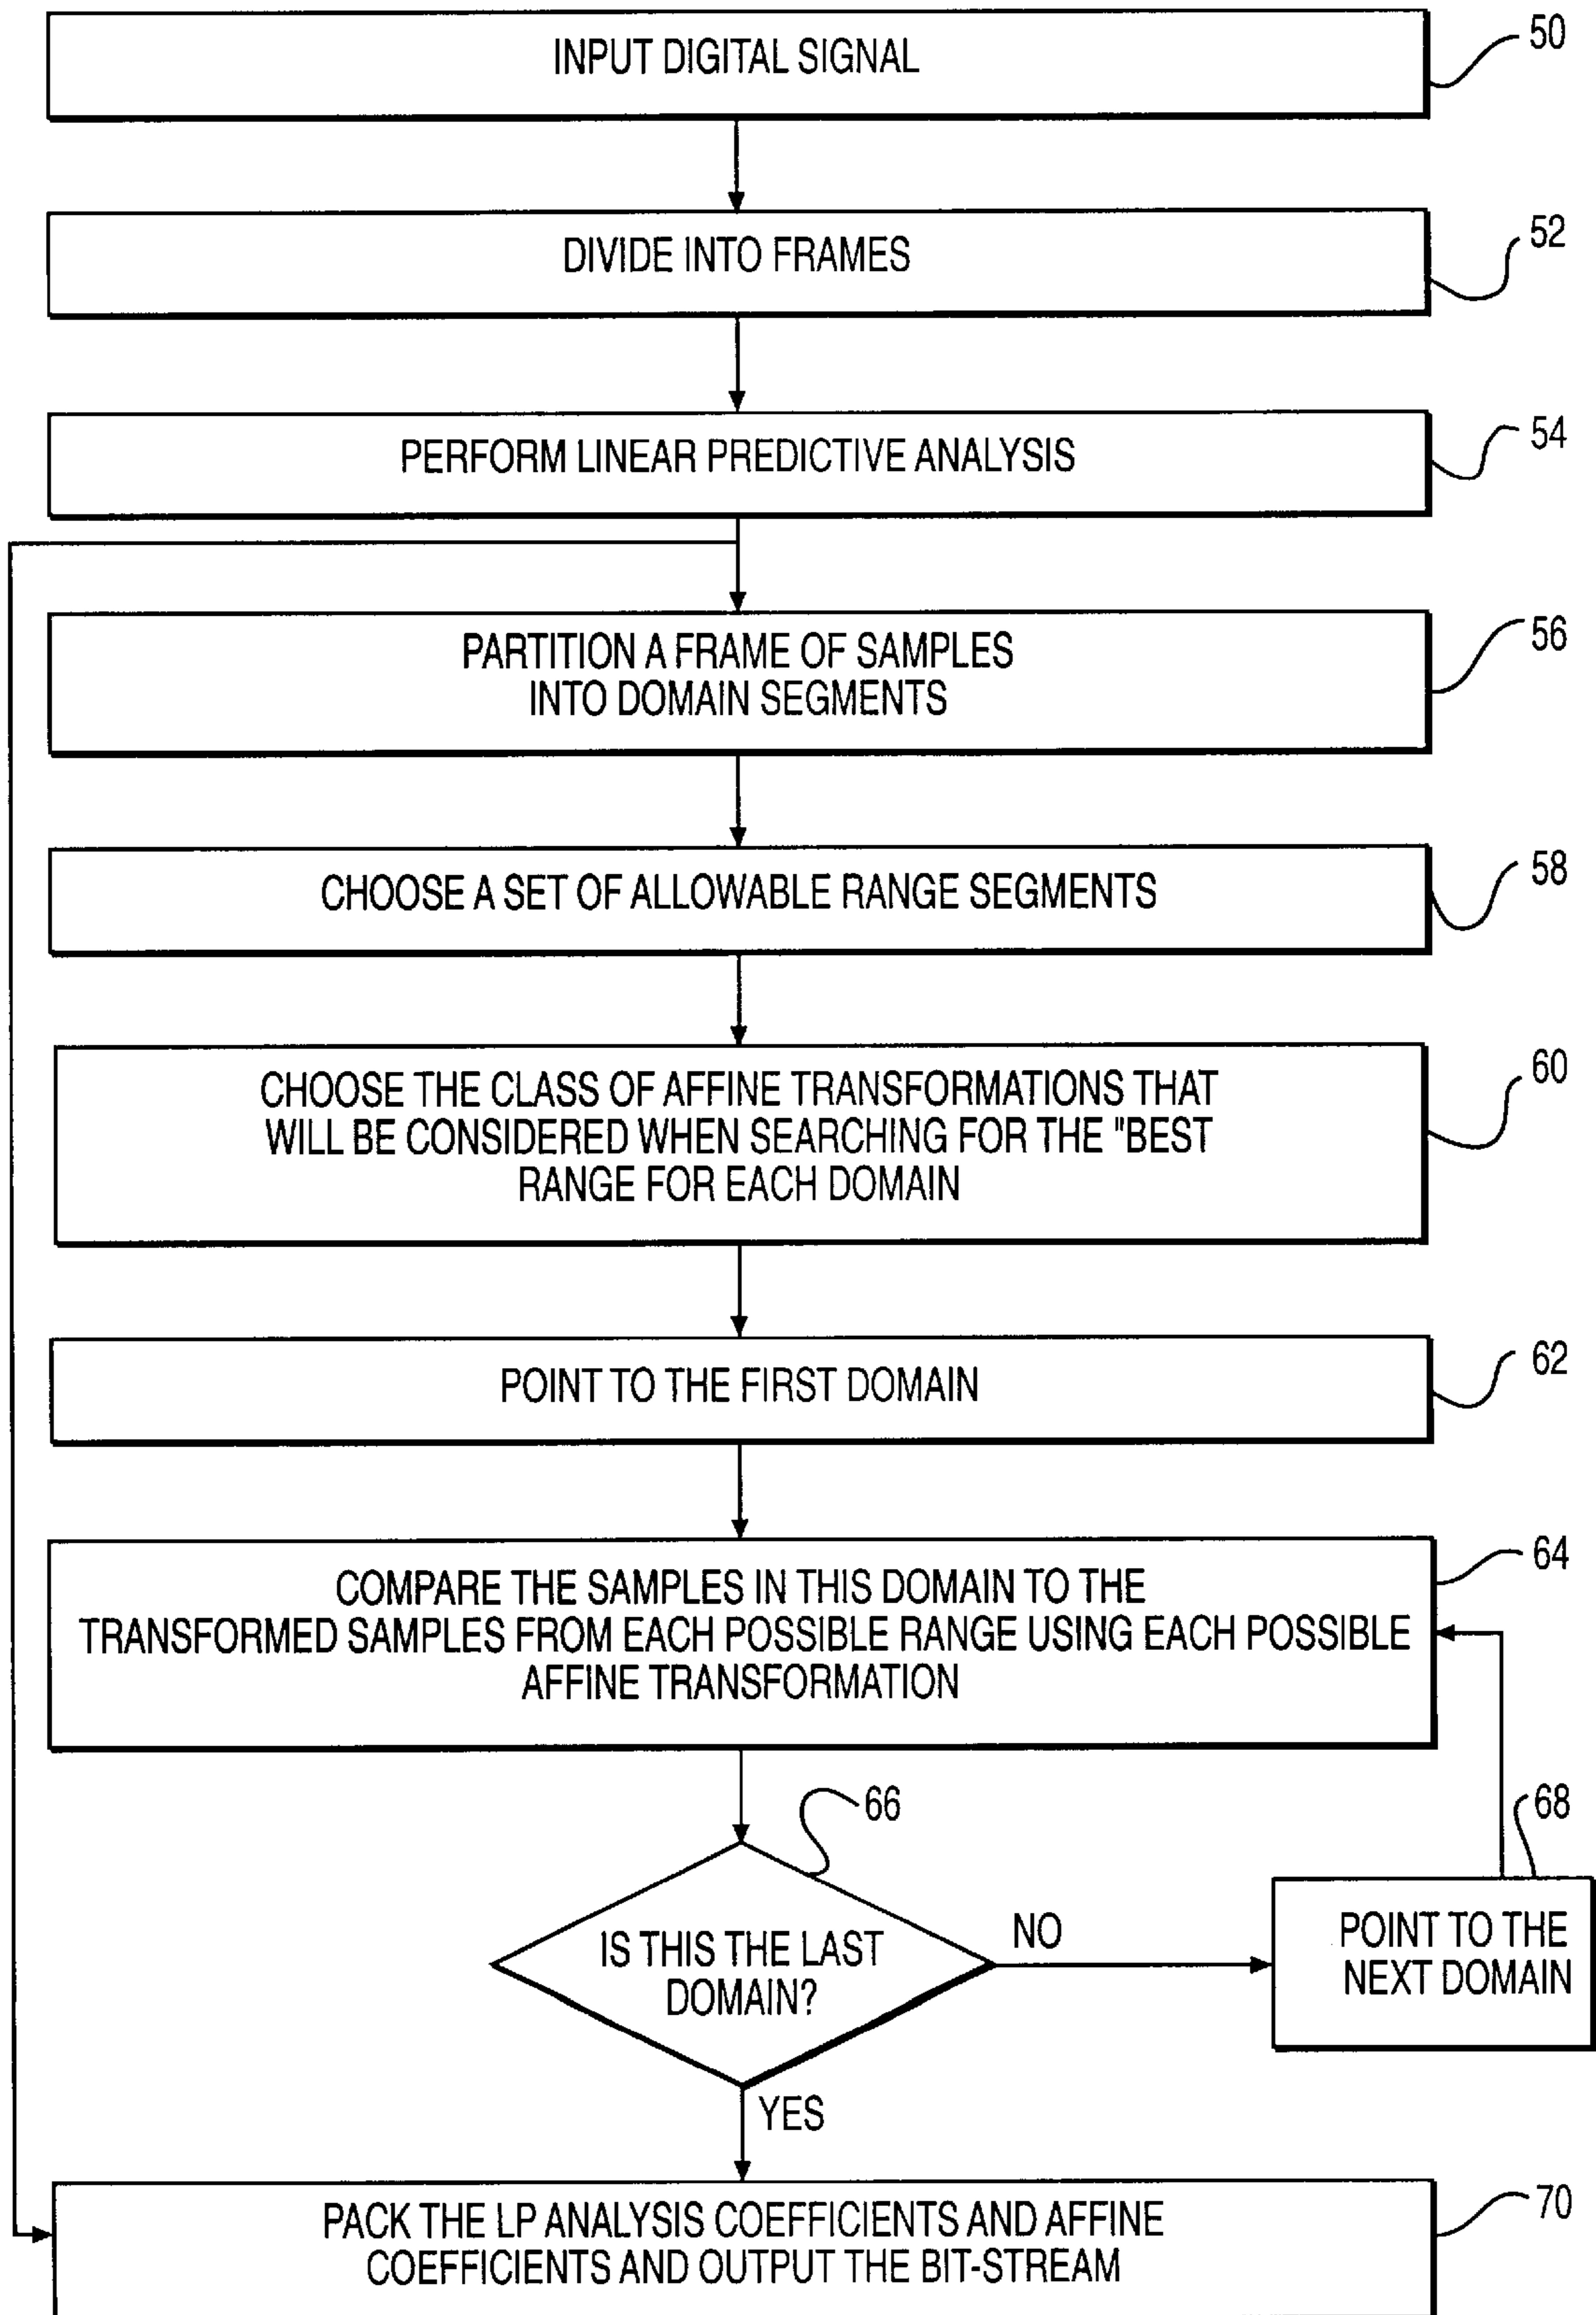 INPUT DIGITAL SIGNAL
50
DIVIDE INTO FRAMES
52
PERFORM LINEAR PREDICTIVE ANALYSIS
54
PARTITION A FRAME OF SAMPLES
INTO DOMAIN SEGMENTS
56
CHOOSE A SET OF ALLOWABLE RANGE SEGMENTS
58
CHOOSE THE CLASS OF AFFINE TRANSFORMATIONS THAT
WILL BE CONSIDERED WHEN SEARCHING FOR THE "BEST
RANGE FOR EACH DOMAIN
60
POINT TO THE FIRST DOMAIN
62
COMPARE THE SAMPLES IN THIS DOMAIN TO THE
TRANSFORMED SAMPLES FROM EACH POSSIBLE RANGE USING EACH POSSIBLE
AFFINE TRANSFORMATION
64
66
IS THIS THE LAST
DOMAIN?
NO
68
POINT TO THE
NEXT DOMAIN
YES
PACK THE LP ANALYSIS COEFFICIENTS AND AFFINE
COEFFICIENTS AND OUTPUT THE BIT-STREAM
70